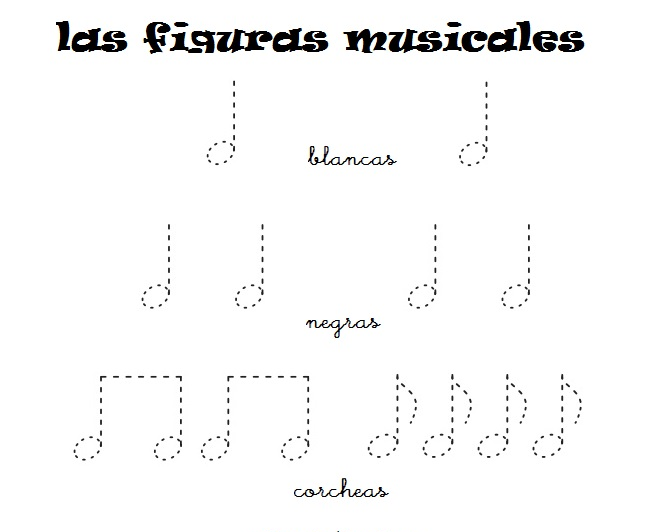 las figuras musicales
blancas
negras
corcheas